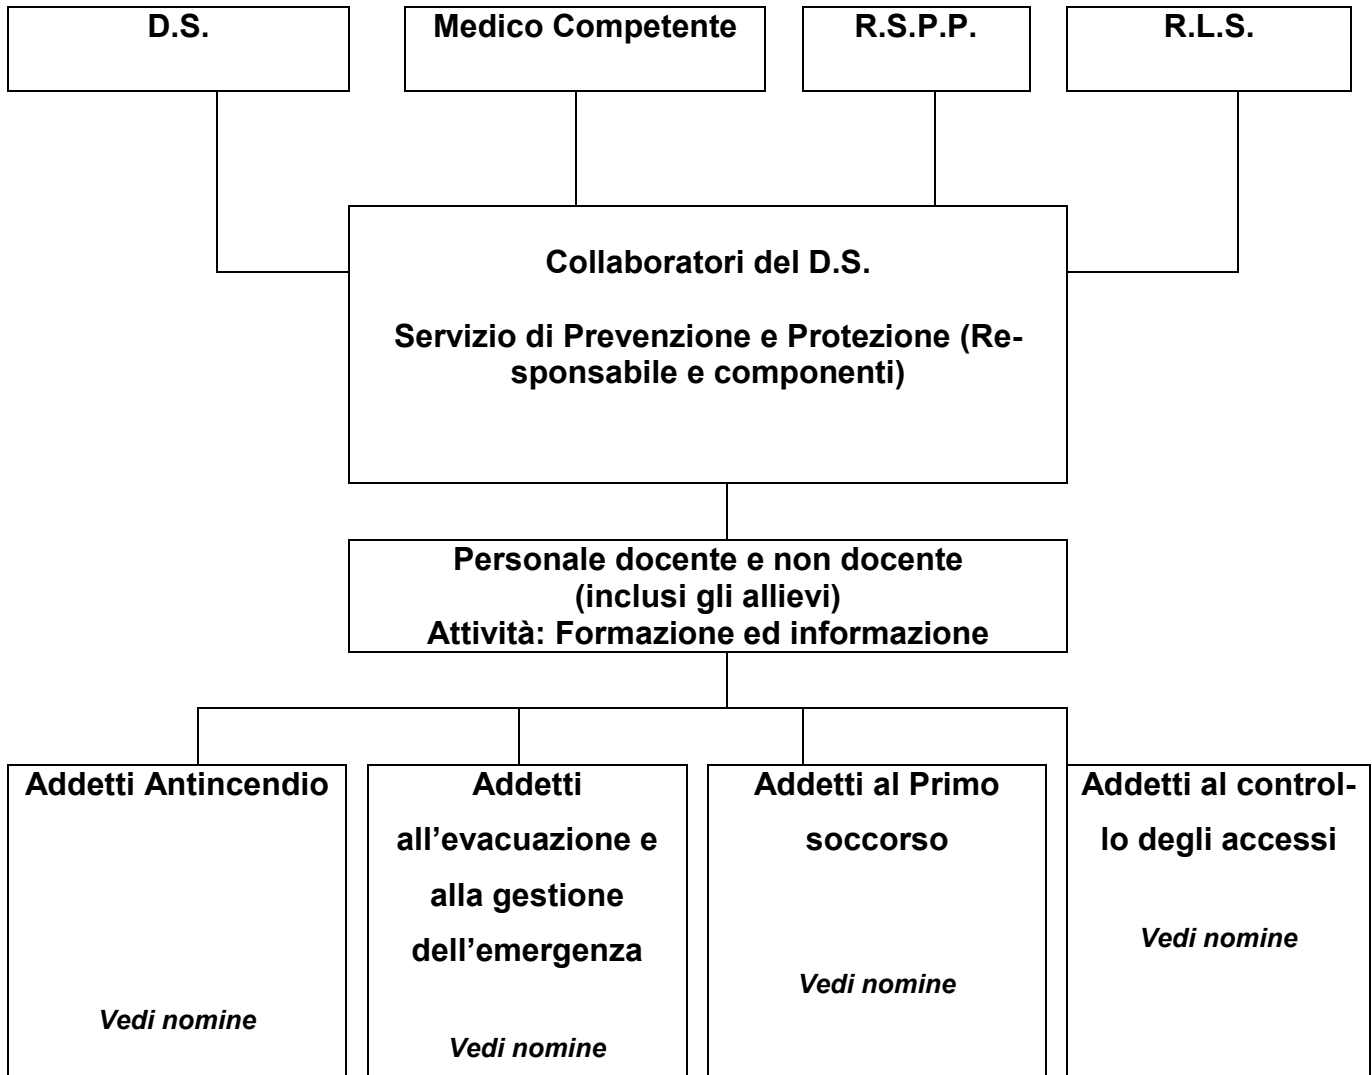 D.S.
Medico Competente
R.S.P.P.
R.L.S.
Collaboratori del D.S.
Servizio di Prevenzione e Protezione (Re-
sponsabile e componenti)
Personale docente e non docente
(inclusi gli allievi)
Attività: Formazione ed informazione
Addetti Antincendio
Vedi nomine
Addetti
all’evacuazione e
alla gestione
dell’emergenza
Vedi nomine
Addetti al Primo
soccorso
Vedi nomine
Addetti al control-
lo degli accessi
Vedi nomine